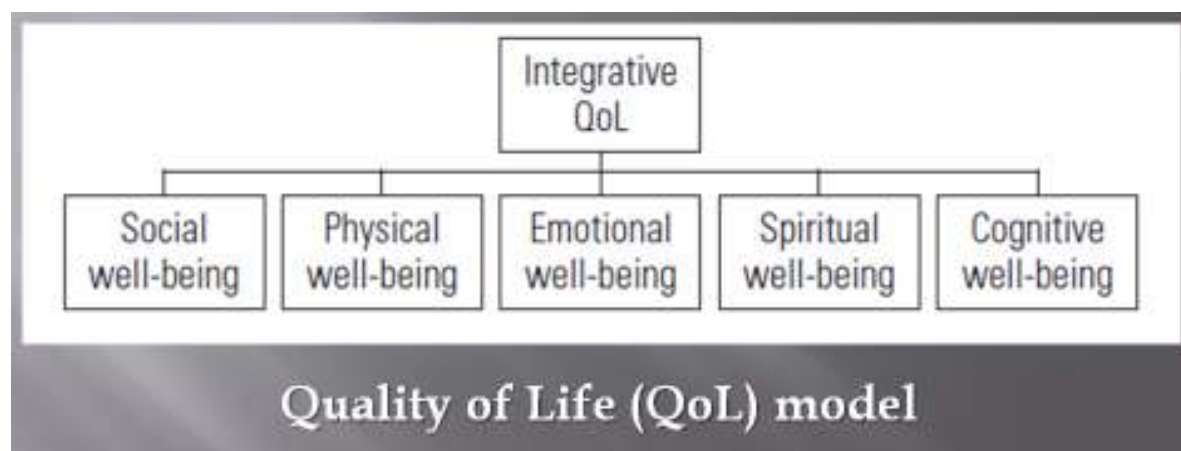 Integrative
QoL
Social
well-being
Physical
well-being
Emotional
well-being
Spiritual
well-being
Cognitive
well-being
Quality of Life (QoL) model